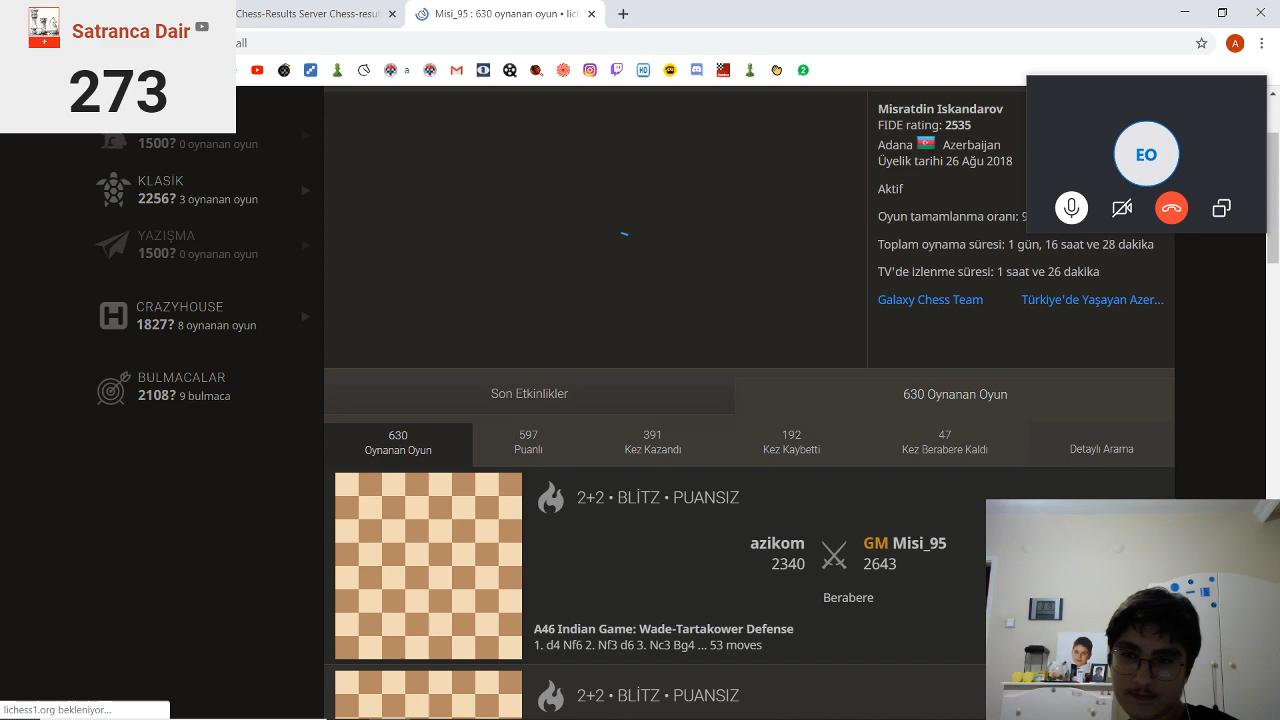 Satranca Dair
273
Chess-Results Server Chess-resu
Misi_95 : 630 oynanan oyun • lic
all
a
A
HD
2
1500? 0 oynanan oyun
KLASİK
2256? 3 oynanan oyun
YAZIŞMA
1500? 0 oynanan oyun
CRAZYHOUSE
1827? 8 oynanan oyun
BULMACALAR
2108? 9 bulmaca
Misratdin Iskandarov
FIDE rating: 2535
Adana Azerbaijan
Üyelik tarihi 26 Ağu 2018
Aktif
Oyun tamamlanma oranı: 9
Toplam oynama süresi: 1 gün, 16 saat ve 28 dakika
TV'de izlenme süresi: 1 saat ve 26 dakika
Galaxy Chess Team
Türkiye'de Yaşayan Azer...
EO
Son Etkinlikler
630 Oynanan Oyun
630
Oynanan Oyun
597
Puanlı
391
Kez Kazandı
192
Kez Kaybetti
47
Kez Berabere Kaldı
Detaylı Arama
2+2 • BLİTZ • PUANSIZ
azikom
2340
GM Misi_95
2643
Berabere
A46 Indian Game: Wade-Tartakower Defense
1. d4 Nf6 2. Nf3 d6 3. Nc3 Bg4 ... 53 moves
2+2 • BLİTZ • PUANSIZ
lichess1.org bekleniyor...